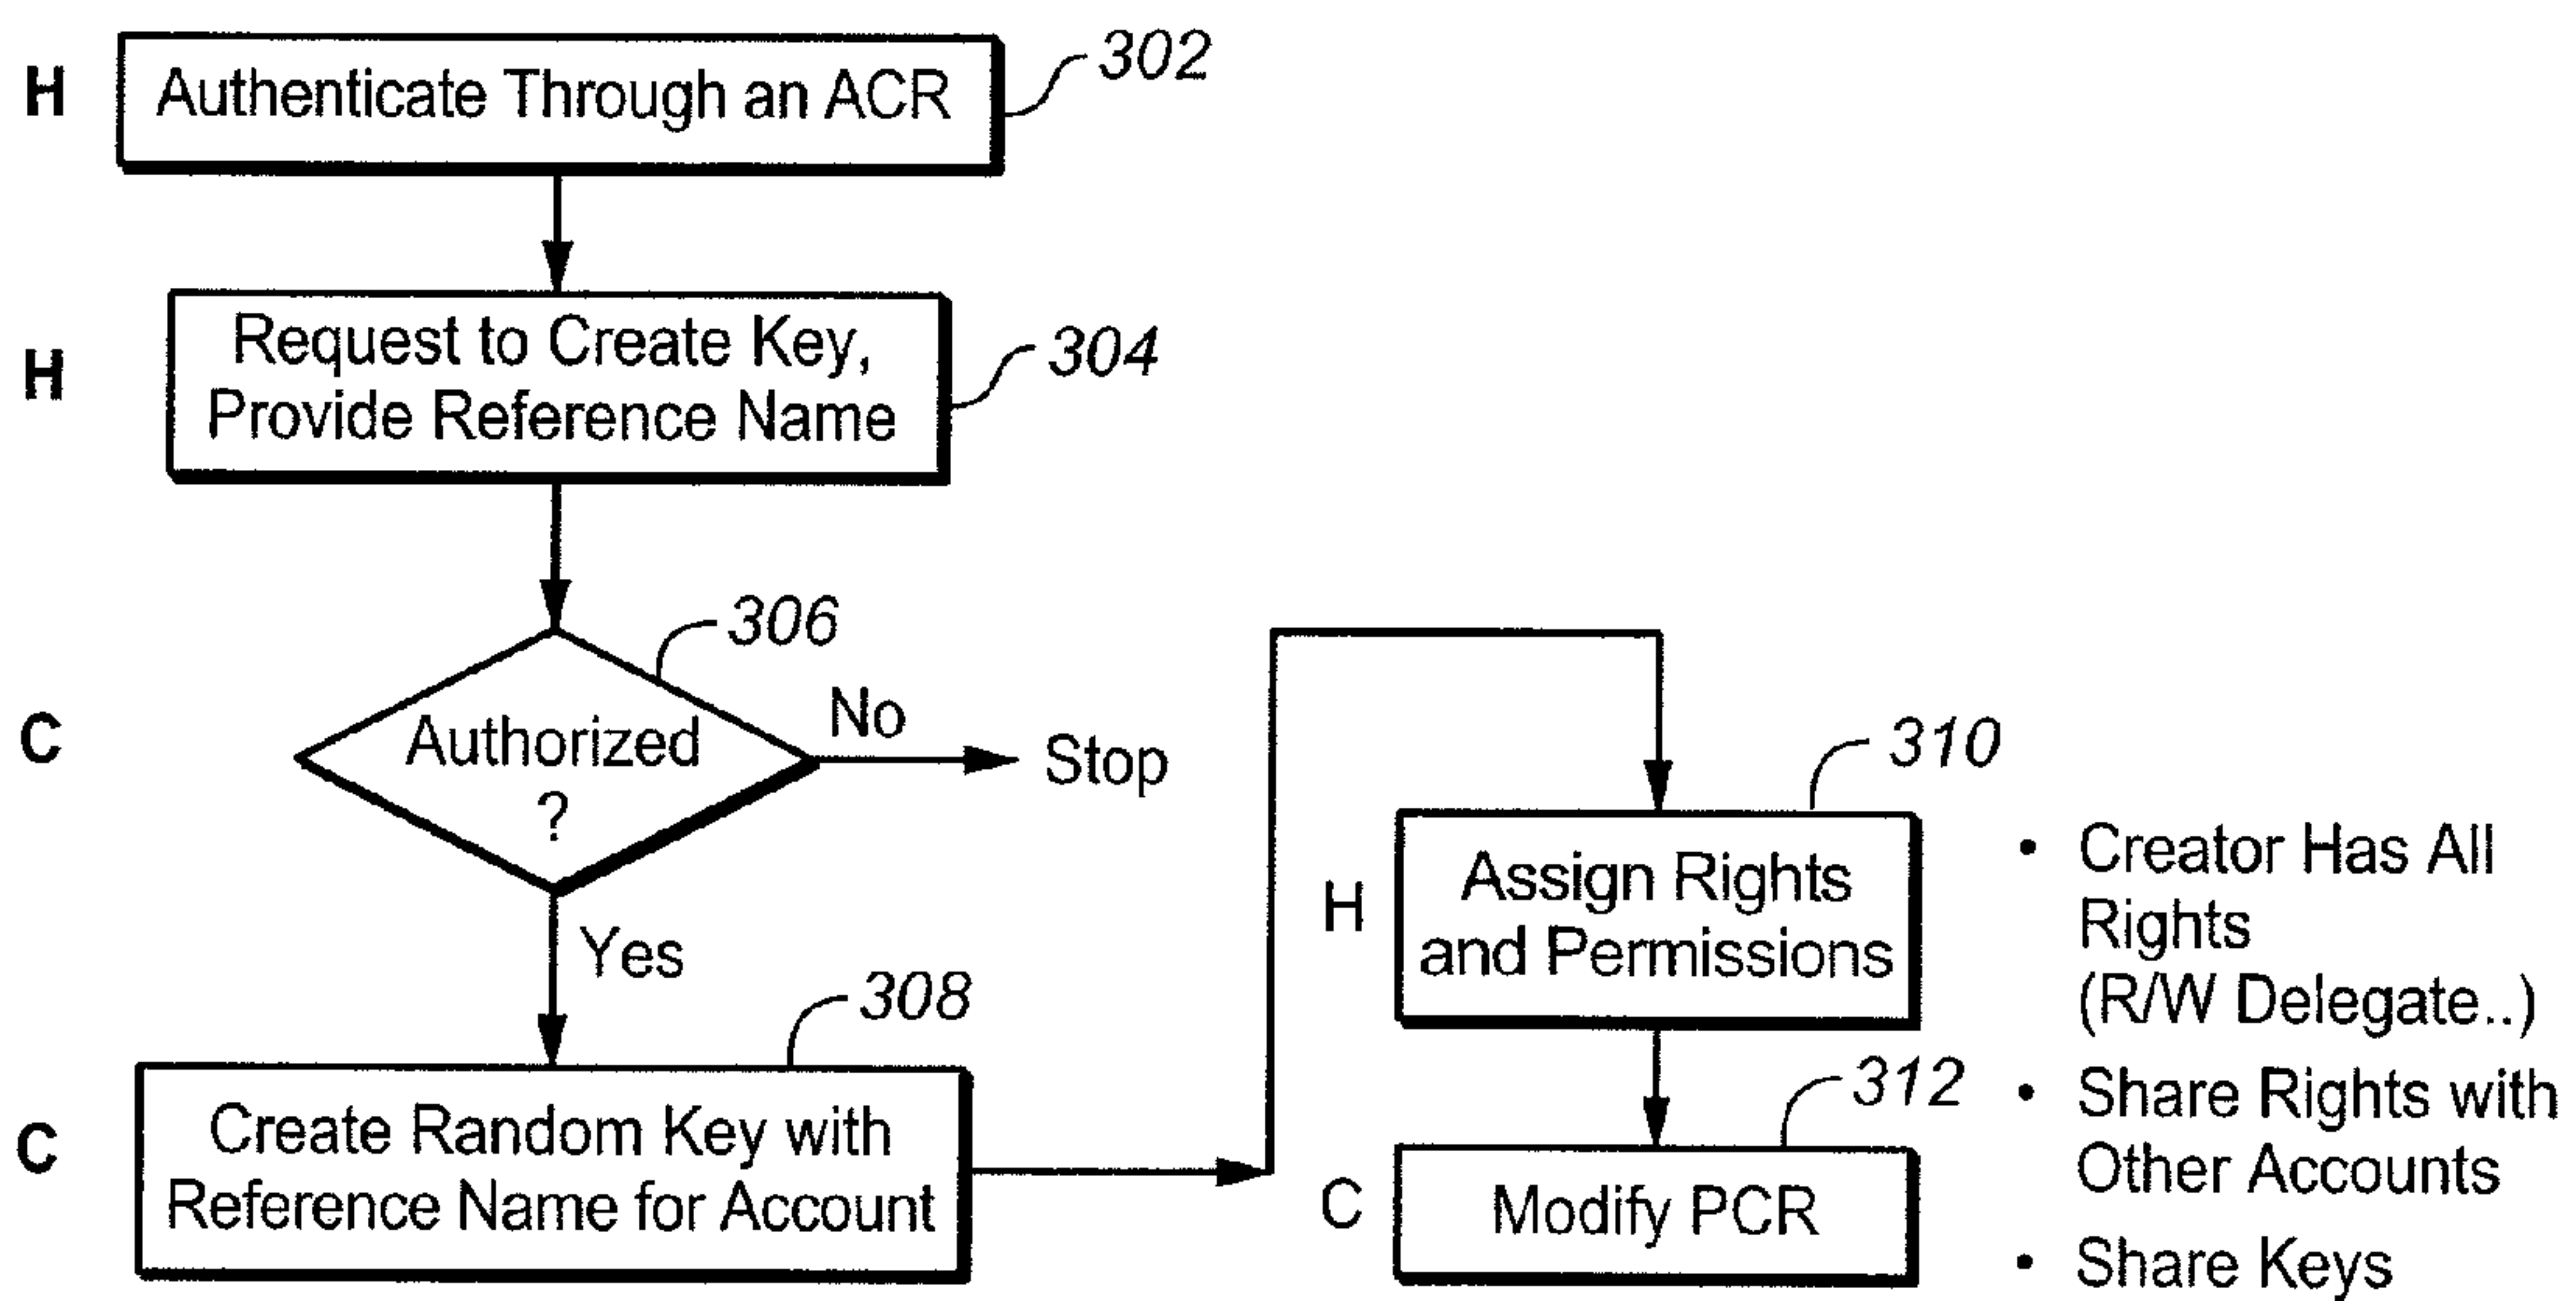 H
Authenticate Through an ACR
302
H
Request to Create Key,
Provide Reference Name
304
306
C
Authorized
?
No
Stop
Yes
308
C
Create Random Key with
Reference Name for Account
310
H
Assign Rights
and Permissions
312
C
Modify PCR
• Creator Has All
Rights
(R/W Delegate..)
• Share Rights with
Other Accounts
• Share Keys